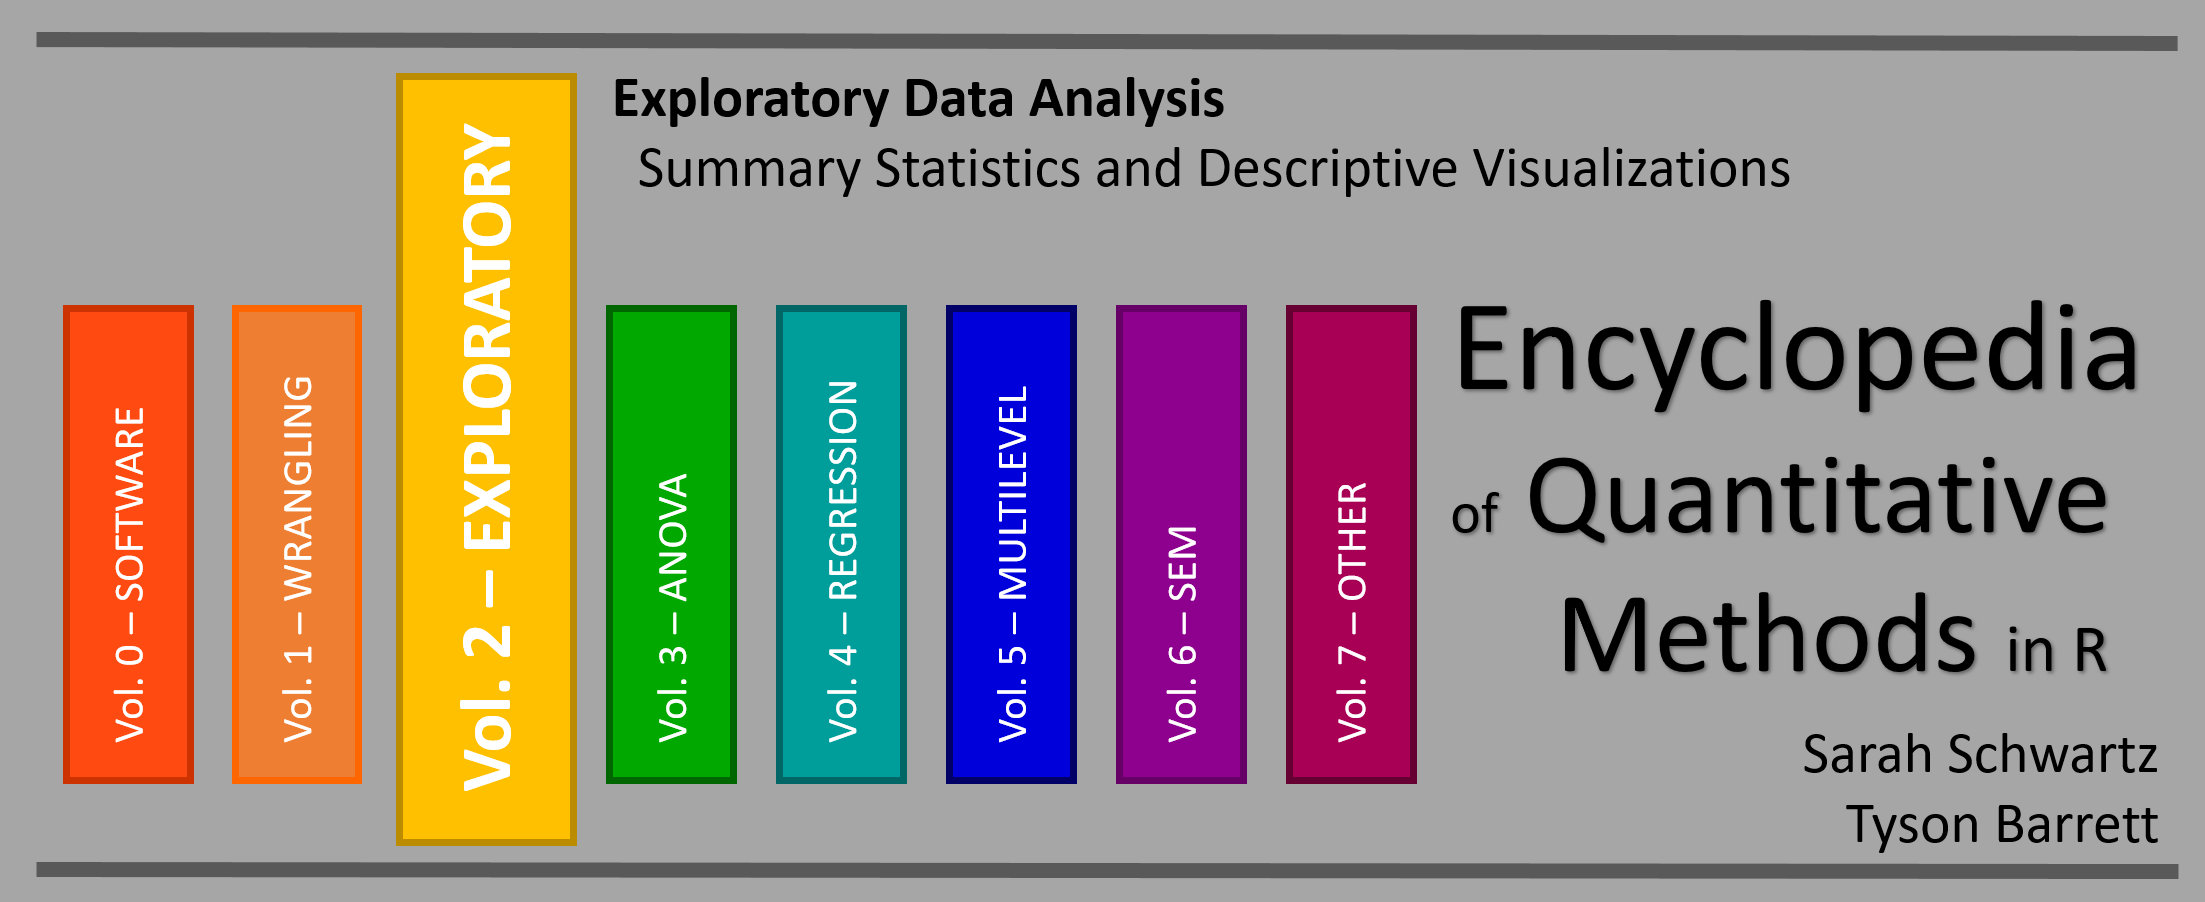 Exploratory Data Analysis
Summary Statistics and Descriptive Visualizations
Vol. 0 – SOFTWARE
Vol. 1 – WRANGLING
Vol. 2 – EXPLORATORY
Vol. 3 – ANOVA
Vol. 4 – REGRESSION
Vol. 5 – MULTILEVEL
Vol. 6 – SEM
Vol. 7 – OTHER
Encyclopedia
of Quantitative
Methods in R
Sarah Schwartz
Tyson Barrett